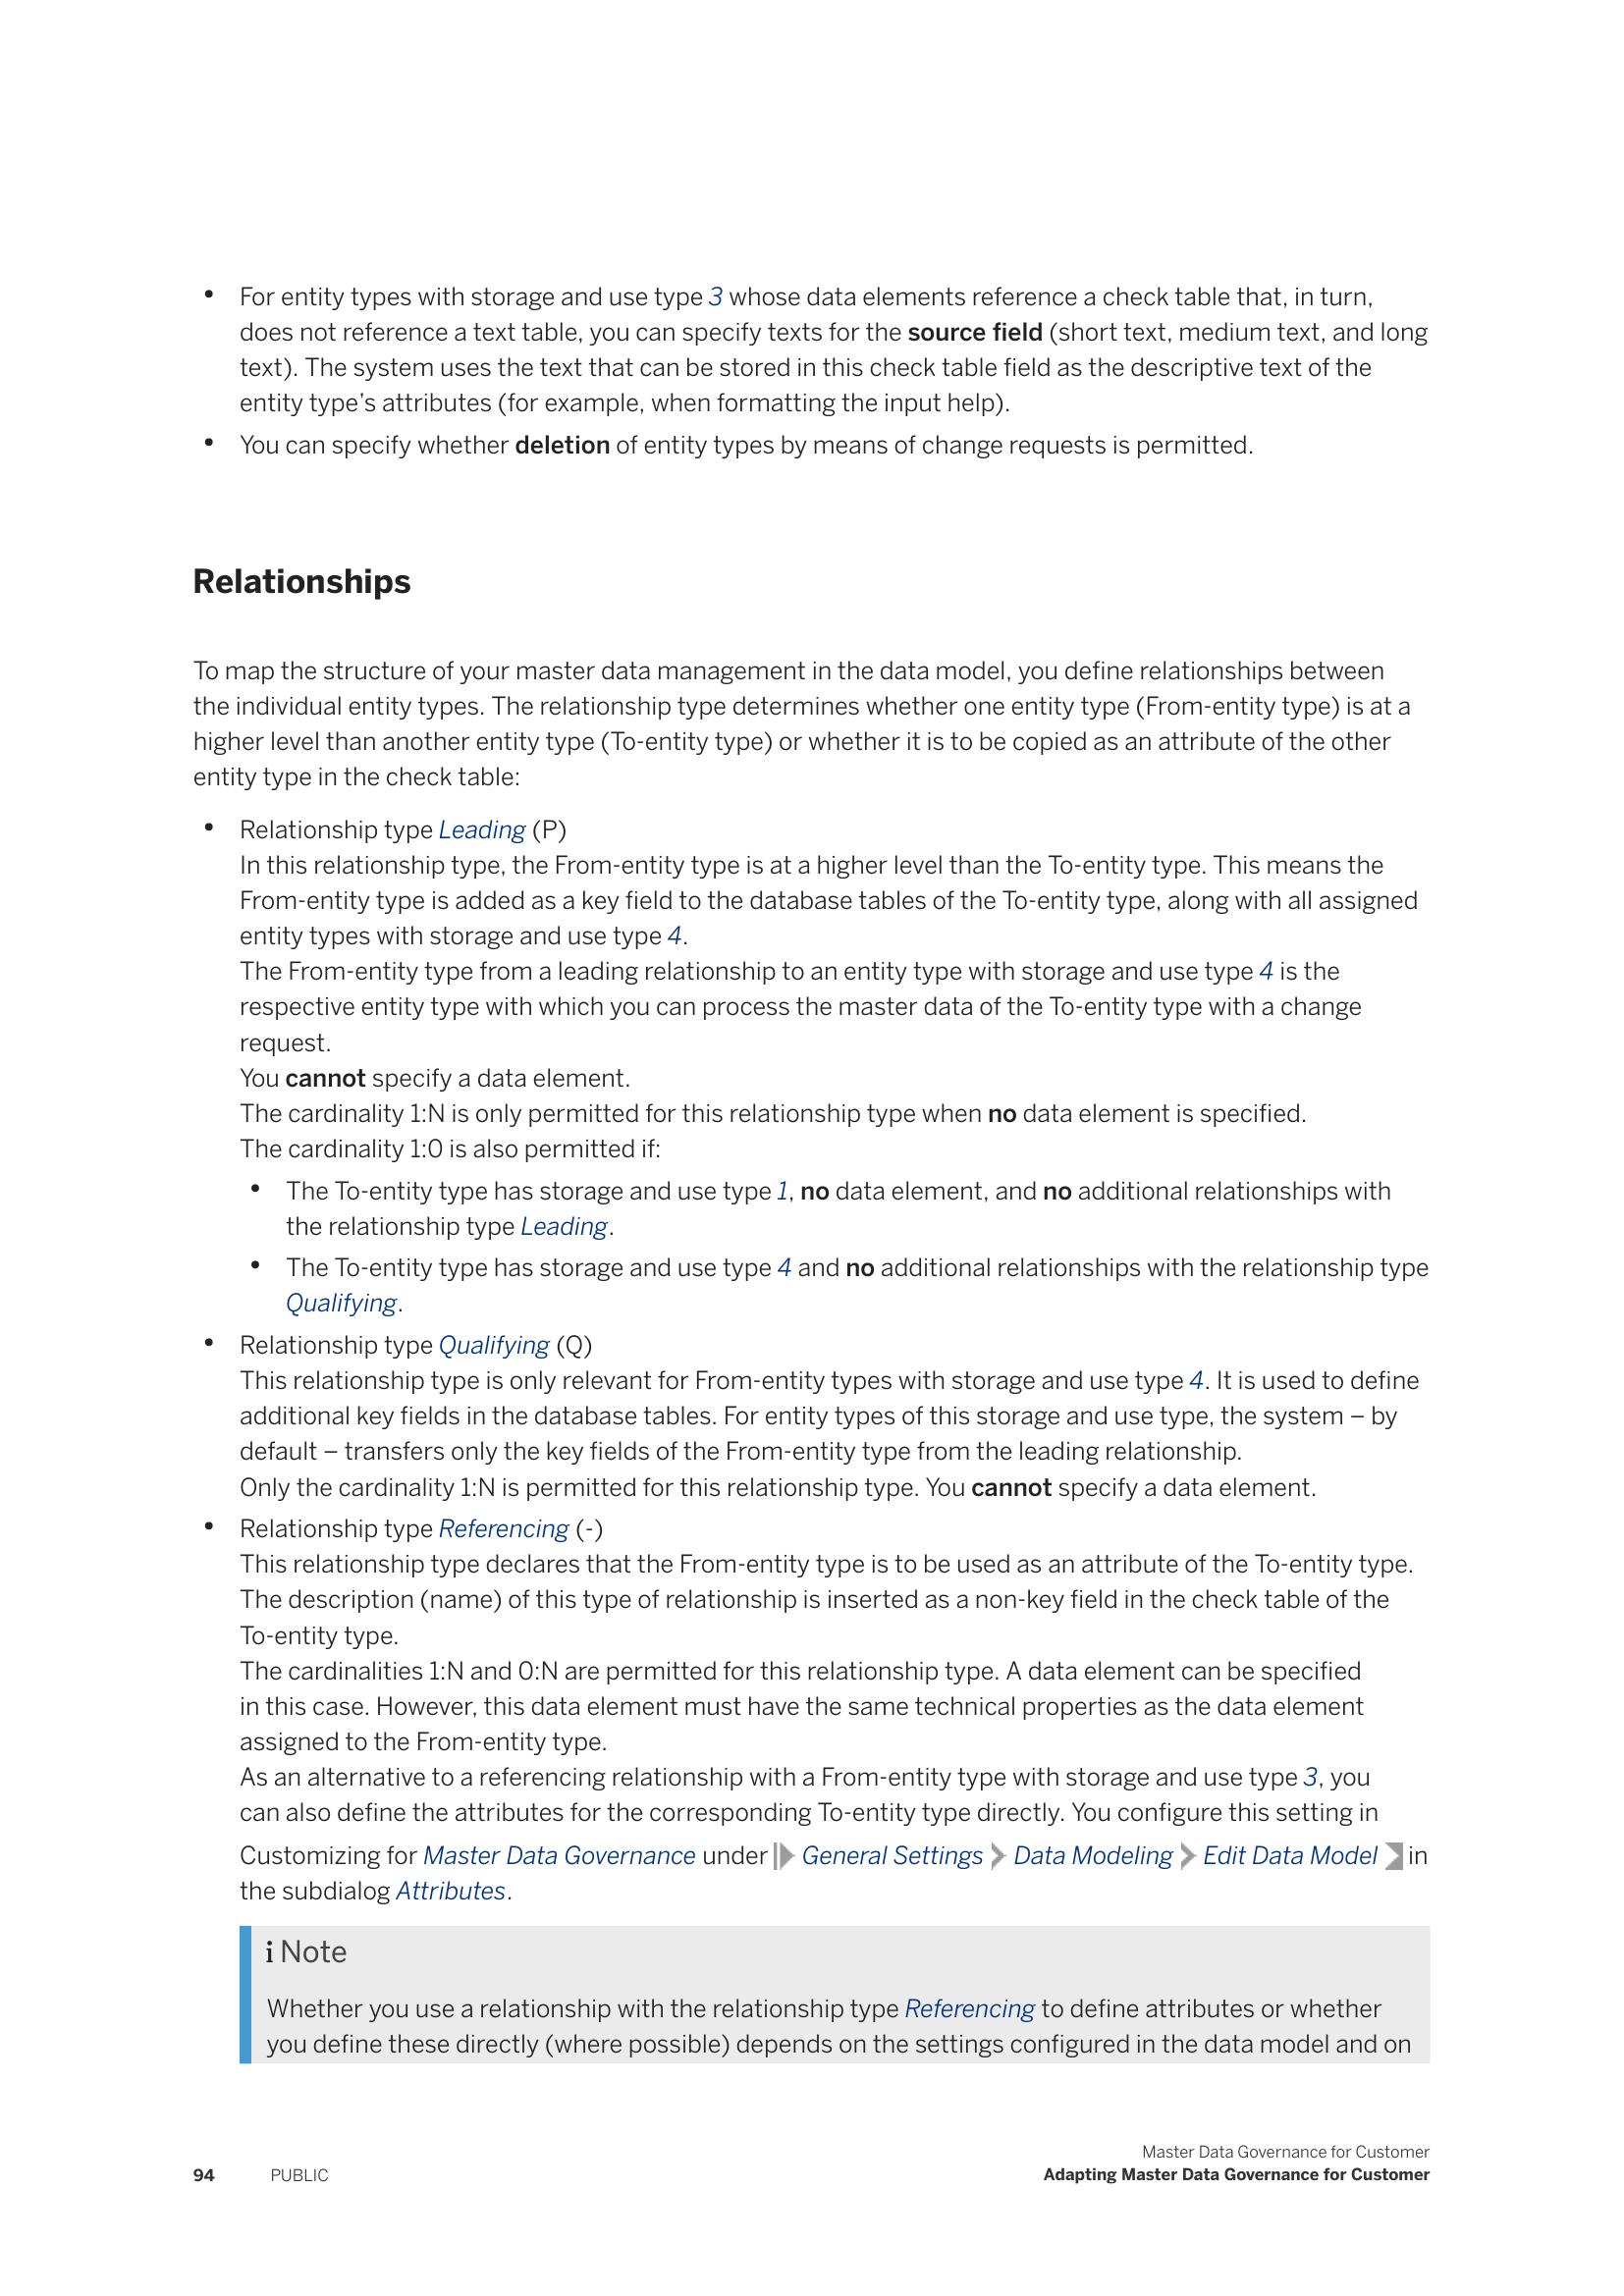 • For entity types with storage and use type 3 whose data elements reference a check table that, in turn,
does not reference a text table, you can specify texts for the source field (short text, medium text, and long
text). The system uses the text that can be stored in this check table field as the descriptive text of the
entity type’s attributes (for example, when formatting the input help).
• You can specify whether deletion of entity types by means of change requests is permitted.
Relationships
To map the structure of your master data management in the data model, you define relationships between
the individual entity types. The relationship type determines whether one entity type (From-entity type) is at a
higher level than another entity type (To-entity type) or whether it is to be copied as an attribute of the other
entity type in the check table:
• Relationship type Leading (P)
In this relationship type, the From-entity type is at a higher level than the To-entity type. This means the
From-entity type is added as a key field to the database tables of the To-entity type, along with all assigned
entity types with storage and use type 4.
The From-entity type from a leading relationship to an entity type with storage and use type 4 is the
respective entity type with which you can process the master data of the To-entity type with a change
request.
You cannot specify a data element.
The cardinality 1:N is only permitted for this relationship type when no data element is specified.
The cardinality 1:0 is also permitted if:
• The To-entity type has storage and use type 1, no data element, and no additional relationships with
the relationship type Leading.
• The To-entity type has storage and use type 4 and no additional relationships with the relationship type
Qualifying.
• Relationship type Qualifying (Q)
This relationship type is only relevant for From-entity types with storage and use type 4. It is used to define
additional key fields in the database tables. For entity types of this storage and use type, the system – by
default – transfers only the key fields of the From-entity type from the leading relationship.
Only the cardinality 1:N is permitted for this relationship type. You cannot specify a data element.
• Relationship type Referencing (-)
This relationship type declares that the From-entity type is to be used as an attribute of the To-entity type.
The description (name) of this type of relationship is inserted as a non-key field in the check table of the
To-entity type.
The cardinalities 1:N and 0:N are permitted for this relationship type. A data element can be specified
in this case. However, this data element must have the same technical properties as the data element
assigned to the From-entity type.
As an alternative to a referencing relationship with a From-entity type with storage and use type 3, you
can also define the attributes for the corresponding To-entity type directly. You configure this setting in
Customizing for Master Data Governance under General Settings Data Modeling Edit Data Model in
the subdialog Attributes.
i Note
Whether you use a relationship with the relationship type Referencing to define attributes or whether
you define these directly (where possible) depends on the settings configured in the data model and on
Master Data Governance for Customer
94 PUBLIC Adapting Master Data Governance for Customer